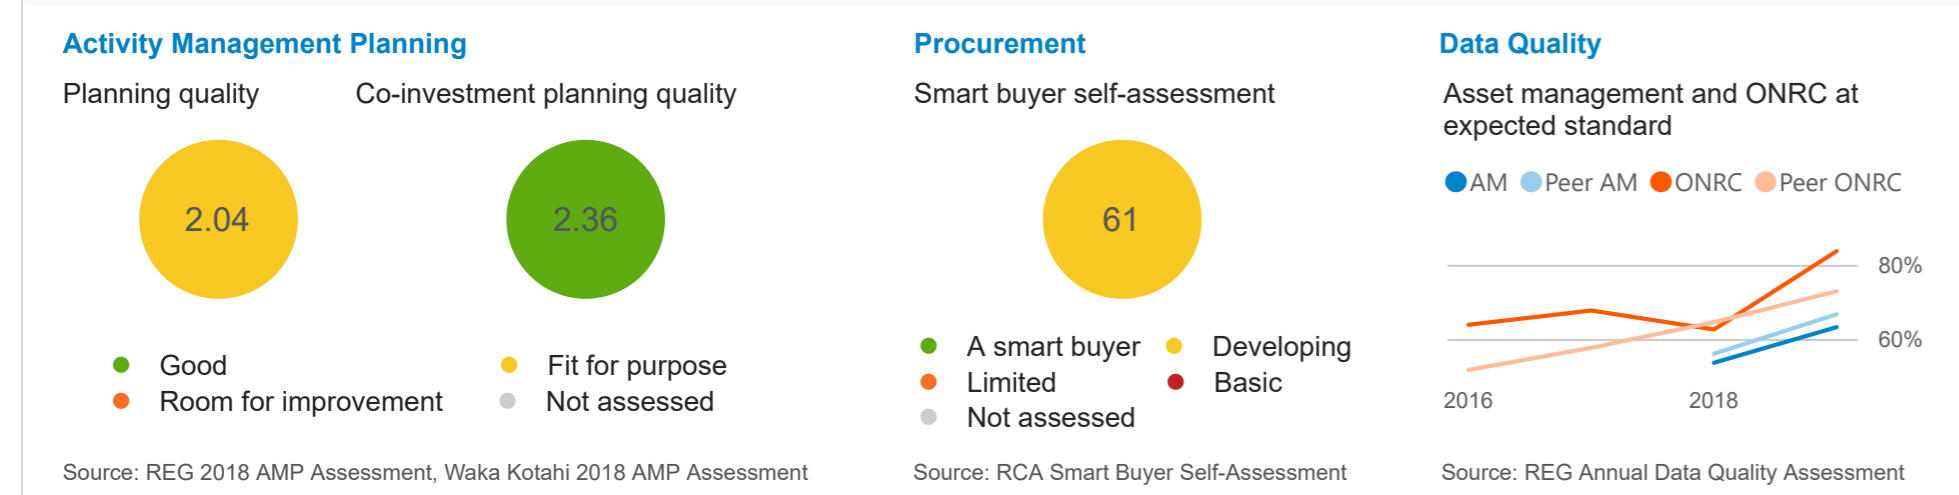 Activity Management Planning
Planning quality
Co-investment planning quality
2.04
2.36
Good
Fit for purpose
Room for improvement
Not assessed
Source: REG 2018 AMP Assessment, Waka Kotahi 2018 AMP Assessment
Procurement
Smart buyer self-assessment
61
A smart buyer
Developing
Limited
Basic
Not assessed
Source: RCA Smart Buyer Self-Assessment
Data Quality
Asset management and ONRC at
expected standard
AM Peer AM ONRC Peer ONRC
80%
60%
2016 2018
Source: REG Annual Data Quality Assessment